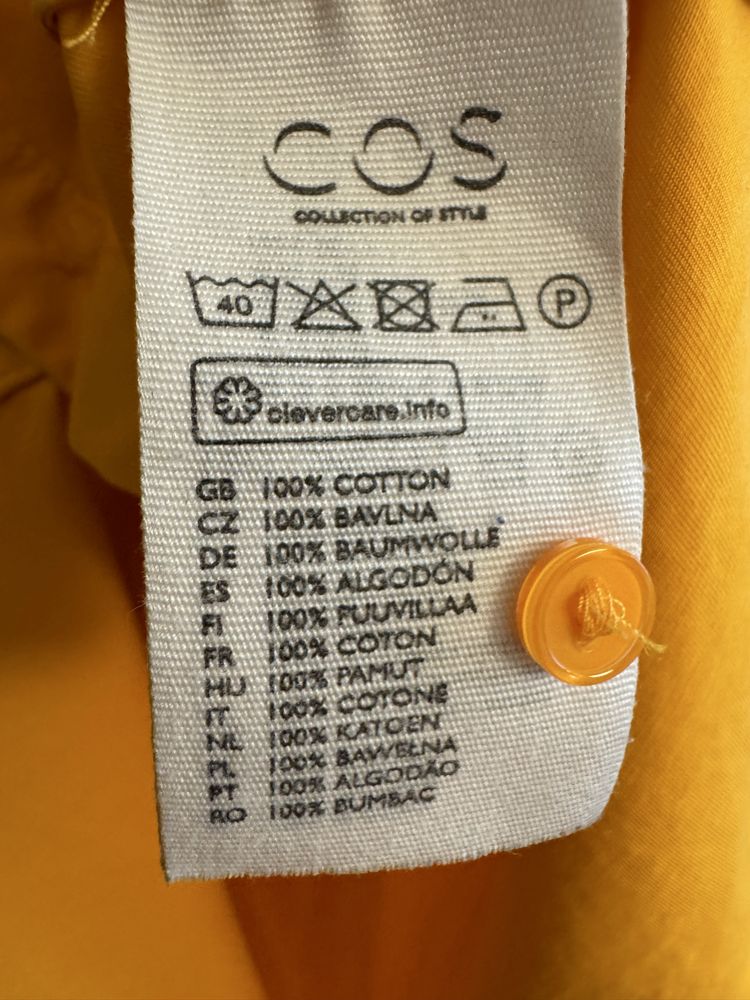 COS
COLLECTION OF STYLE
40 P
clevercare.info
GB 100% COTTON
CZ 100% BAVLNA
DE 100% BAUMWOLLE
ES 100% ALGODÓN
FI 100% PUUVILLAA
FR 100% COTON
HU 100% PAMUT
IT 100% COTONE
NL 100% KATOEN
PL 100% BAWEŁNA
PT 100% ALGODÃO
RO 100% BUMBAC